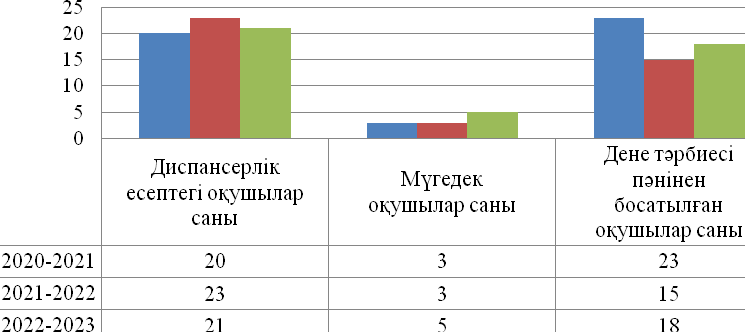 25
20
15
10
5
0
Диспансерлік
есептегі оқушылар
саны
Мүгедек
оқушылар саны
Дене тәрбиесі
пәнінен
босатылған
оқушылар саны
2020-2021 20 3 23
2021-2022 23 3 15
2022-2023 21 5 18